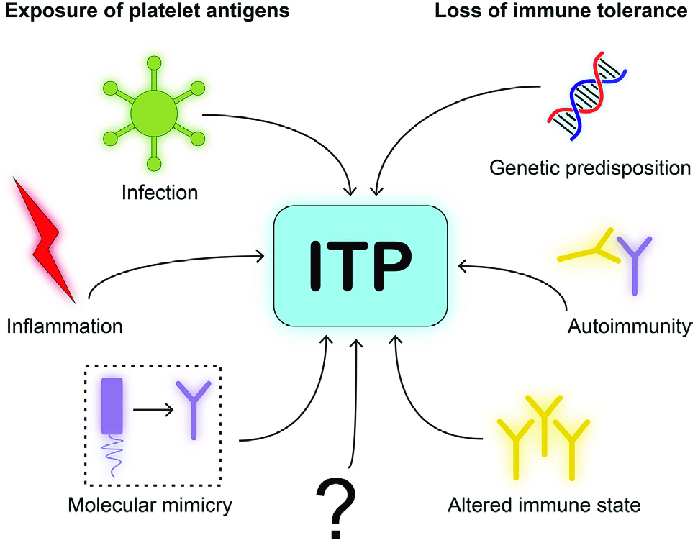 Exposure of platelet antigens
Loss of immune tolerance
Infection
Genetic predisposition
ITP
Inflammation
Autoimmunity
Molecular mimicry
?
Altered immune state